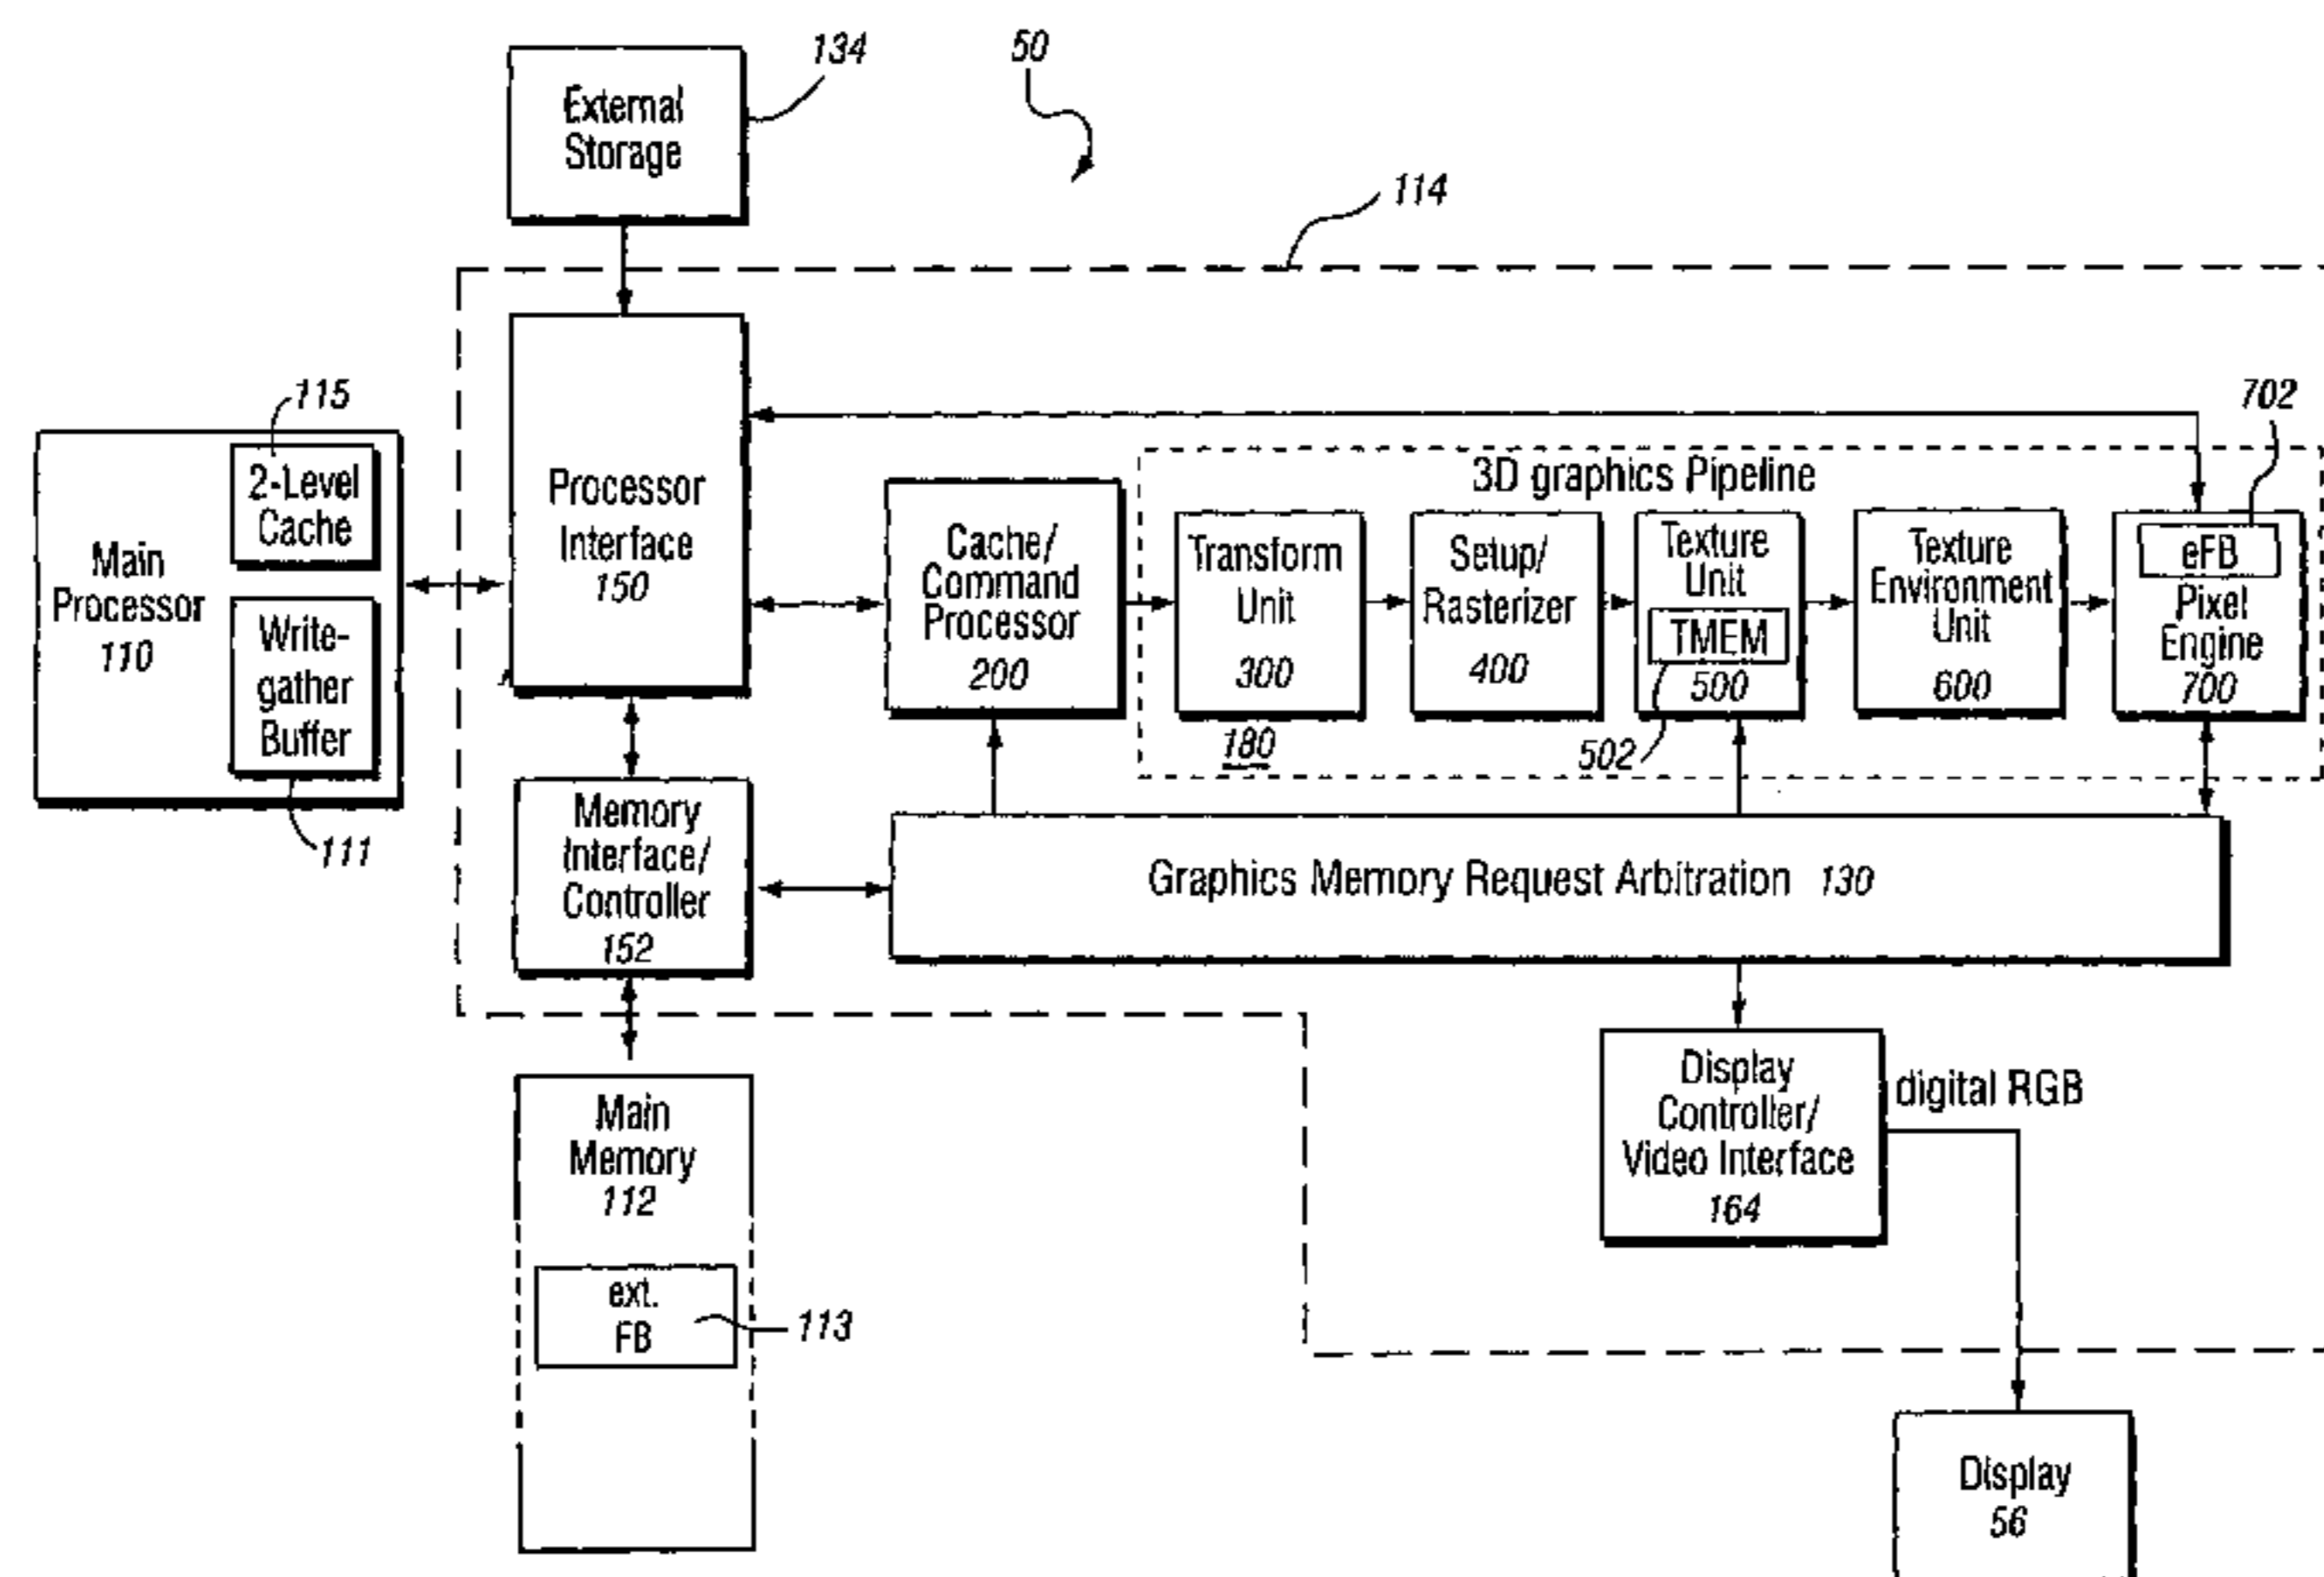 134
External
Storage
50
114
115
2-Level
Cache
Main
Processor
110
Write-
gather
Buffer
111
Processor
Interface
150
Cache/
Command
Processor
200
3D graphics Pipeline
702
Transform
Unit
300
180
Setup/
Rasterizer
400
Texture
Unit
TMEM
500
502
Texture
Environment
Unit
600
eFB
Pixel
Engine
700
Memory
Interface/
Controller
152
Graphics Memory Request Arbitration 130
Main
Memory
112
ext.
FB
113
Display
Controller/
Video Interface
164
digital RGB
Display
56